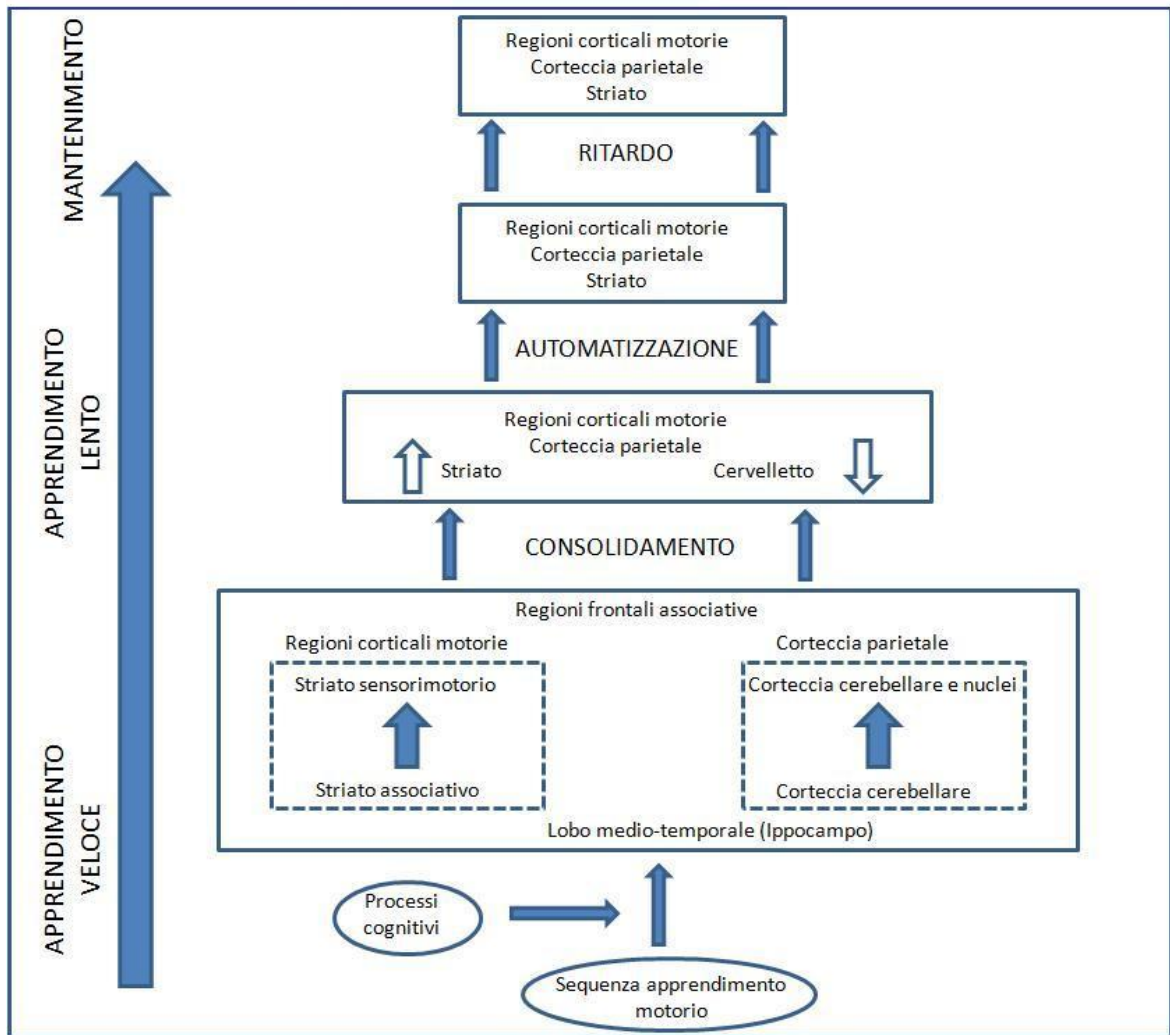 MANTENIMENTO
APPRENDIMENTO
LENTO
APPRENDIMENTO
VELOCE
Regioni corticali motorie
Corteccia parietale
Striato
RITARDO
Regioni corticali motorie
Corteccia parietale
Striato
AUTOMATIZZAZIONE
Regioni corticali motorie
Corteccia parietale
Striato
Cervelletto
CONSOLIDAMENTO
Regioni frontali associative
Regioni corticali motorie
Striato sensorimotorio
Striato associativo
Corteccia parietale
Corteccia cerebellare e nuclei
Corteccia cerebellare
Lobo medio-temporale (Ippocampo)
Processi
cognitivi
Sequenza apprendimento
motorio